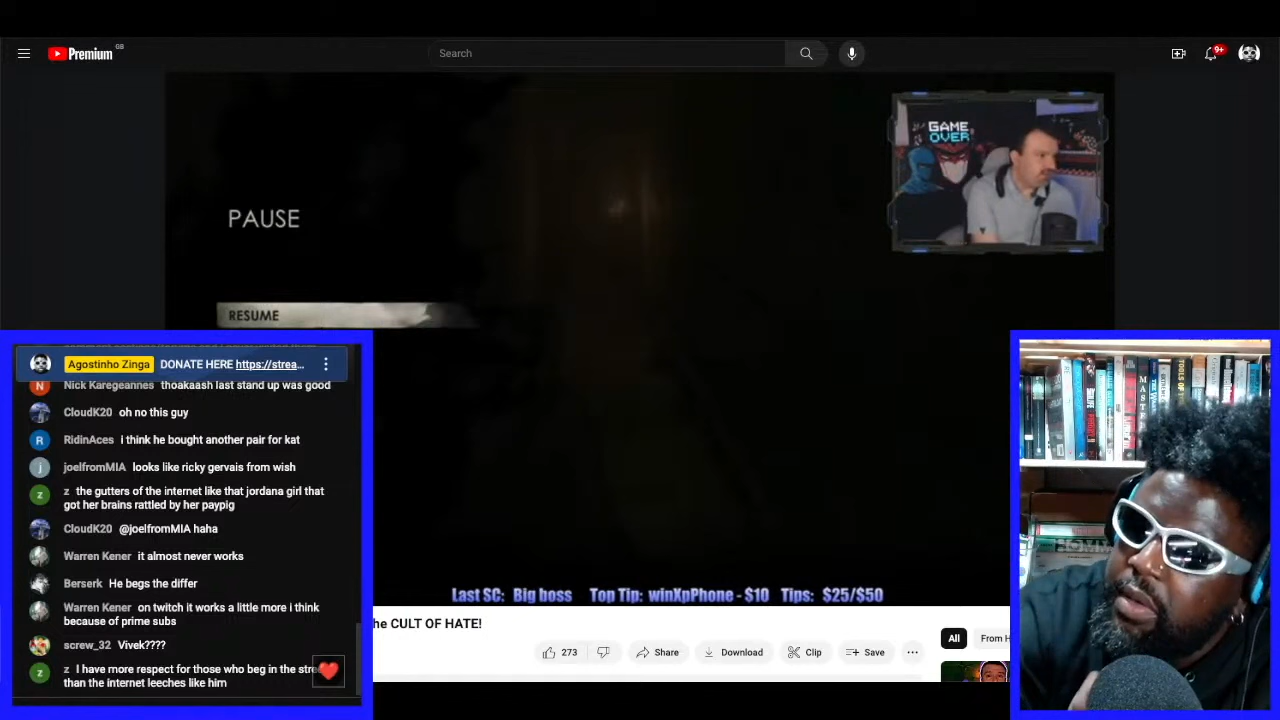 Premium GB
Search
9+
GAME
OVER
PAUSE
RESUME
Agostinho Zinga DONATE HERE https://strea...
Nick Karegeannes thoakaash last stand up was good
CloudK20 oh no this guy
RidinAces i think he bought another pair for kat
joelfromMIA looks like ricky gervais from wish
z the gutters of the internet like that jordana girl that
got her brains rattled by her paypig
CloudK20 @joelfromMIA haha
Warren Kener it almost never works
Berserk He begs the differ
Warren Kener on twitch it works a little more i think
because of prime subs
screw_32 Vivek????
z I have more respect for those who beg in the stre
than the internet leeches like him
Last SC: Big boss Top Tip: winXpPhone - $10 Tips: $25/$50
he CULT OF HATE!
273 Share Download Clip Save
All From H